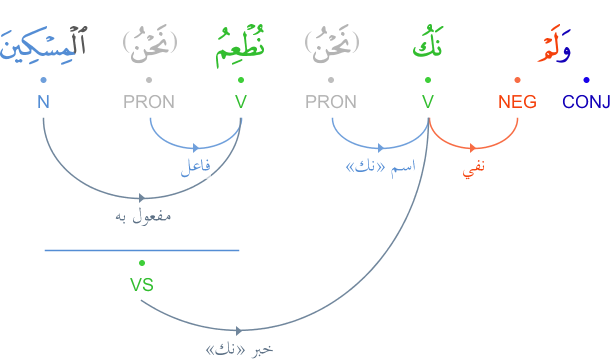 وَلَمْ نَكُ (نَحْنُ) نُطْعِمُ (نَحْنُ) ٱلْمِسْكِينَ
CONJ NEG V PRON V PRON N
نفي اسم «نك» فاعل
مفعول به
VS
خبر «نك»